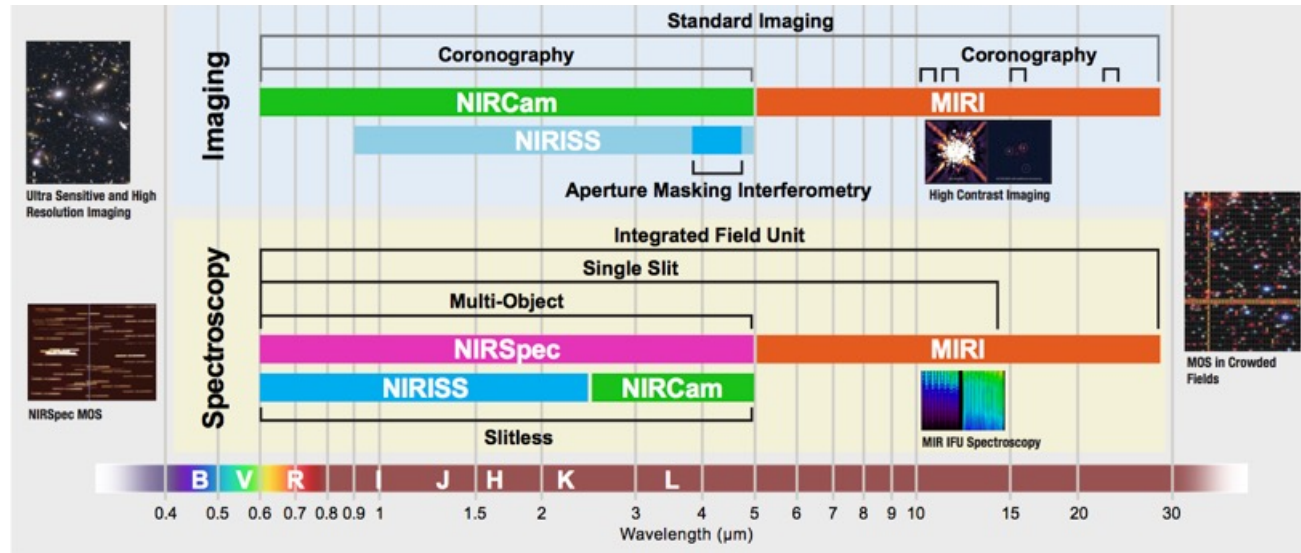 Standard Imaging
Coronography
Coronography
Imaging
NIRCam
MIRI
NIRISS
Aperture Masking Interferometry
High Contrast Imaging
Ultra Sensitive and High
Resolution Imaging
Integrated Field Unit
Single Slit
Multi-Object
Spectroscopy
NIRSpec
MIRI
NIRISS
NIRCam
Slitless
MIR IFU Spectroscopy
NIRSpec MOS
MOS in Crowded
Fields
B V R I J H K L
0.4 0.5 0.6 0.7 0.8 0.9 1 1.5 2 3 4 5 6 7 8 9 10 15 20 30
Wavelength (µm)